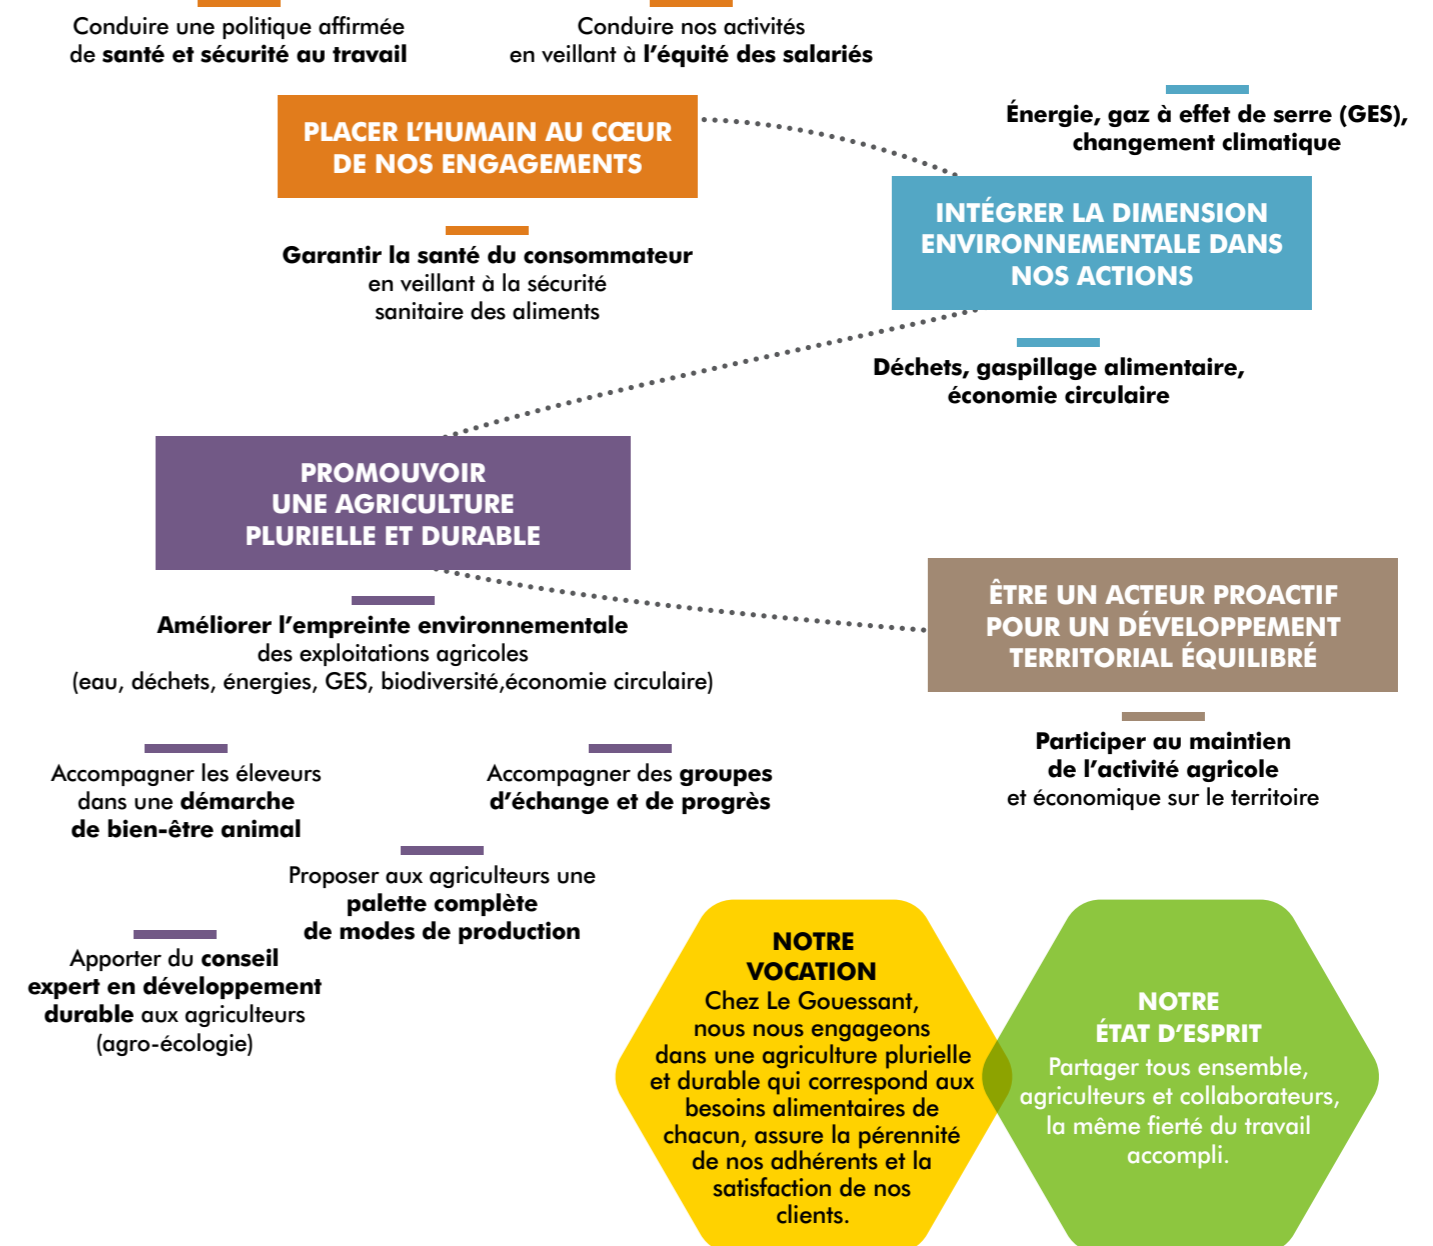 Conduire une politique affirmée
de santé et sécurité au travail
Conduire nos activités
en veillant à l'équité des salariés
PLACER L'HUMAIN AU CŒUR
DE NOS ENGAGEMENTS
Garantir la santé du consommateur
en veillant à la sécurité
sanitaire des aliments
Énergie, gaz à effet de serre (GES),
changement climatique
INTÉGRER LA DIMENSION
ENVIRONNEMENTALE DANS
NOS ACTIONS
Déchets, gaspillage alimentaire,
économie circulaire
PROMOUVOIR
UNE AGRICULTURE
PLURIELLE ET DURABLE
Améliorer l'empreinte environnementale
des exploitations agricoles
(eau, déchets, énergies, GES, biodiversité,économie circulaire)
Accompagner les éleveurs
dans une démarche
de bien-être animal
Accompagner des groupes
d'échange et de progrès
Proposer aux agriculteurs une
palette complète
de modes de production
Apporter du conseil
expert en développement
durable aux agriculteurs
(agro-écologie)
ÊTRE UN ACTEUR PROACTIF
POUR UN DÉVELOPPEMENT
TERRITORIAL ÉQUILIBRÉ
Participer au maintien
de l'activité agricole
et économique sur le territoire
NOTRE
VOCATION
Chez Le Gouessant,
nous nous engageons
dans une agriculture plurielle
et durable qui correspond aux
besoins alimentaires de
chacun, assure la pérennité
de nos adhérents et la
satisfaction de nos
clients.
NOTRE
ÉTAT D'ESPRIT
Partager tous ensemble,
agriculteurs et collaborateurs,
la même fierté du travail
accompli.